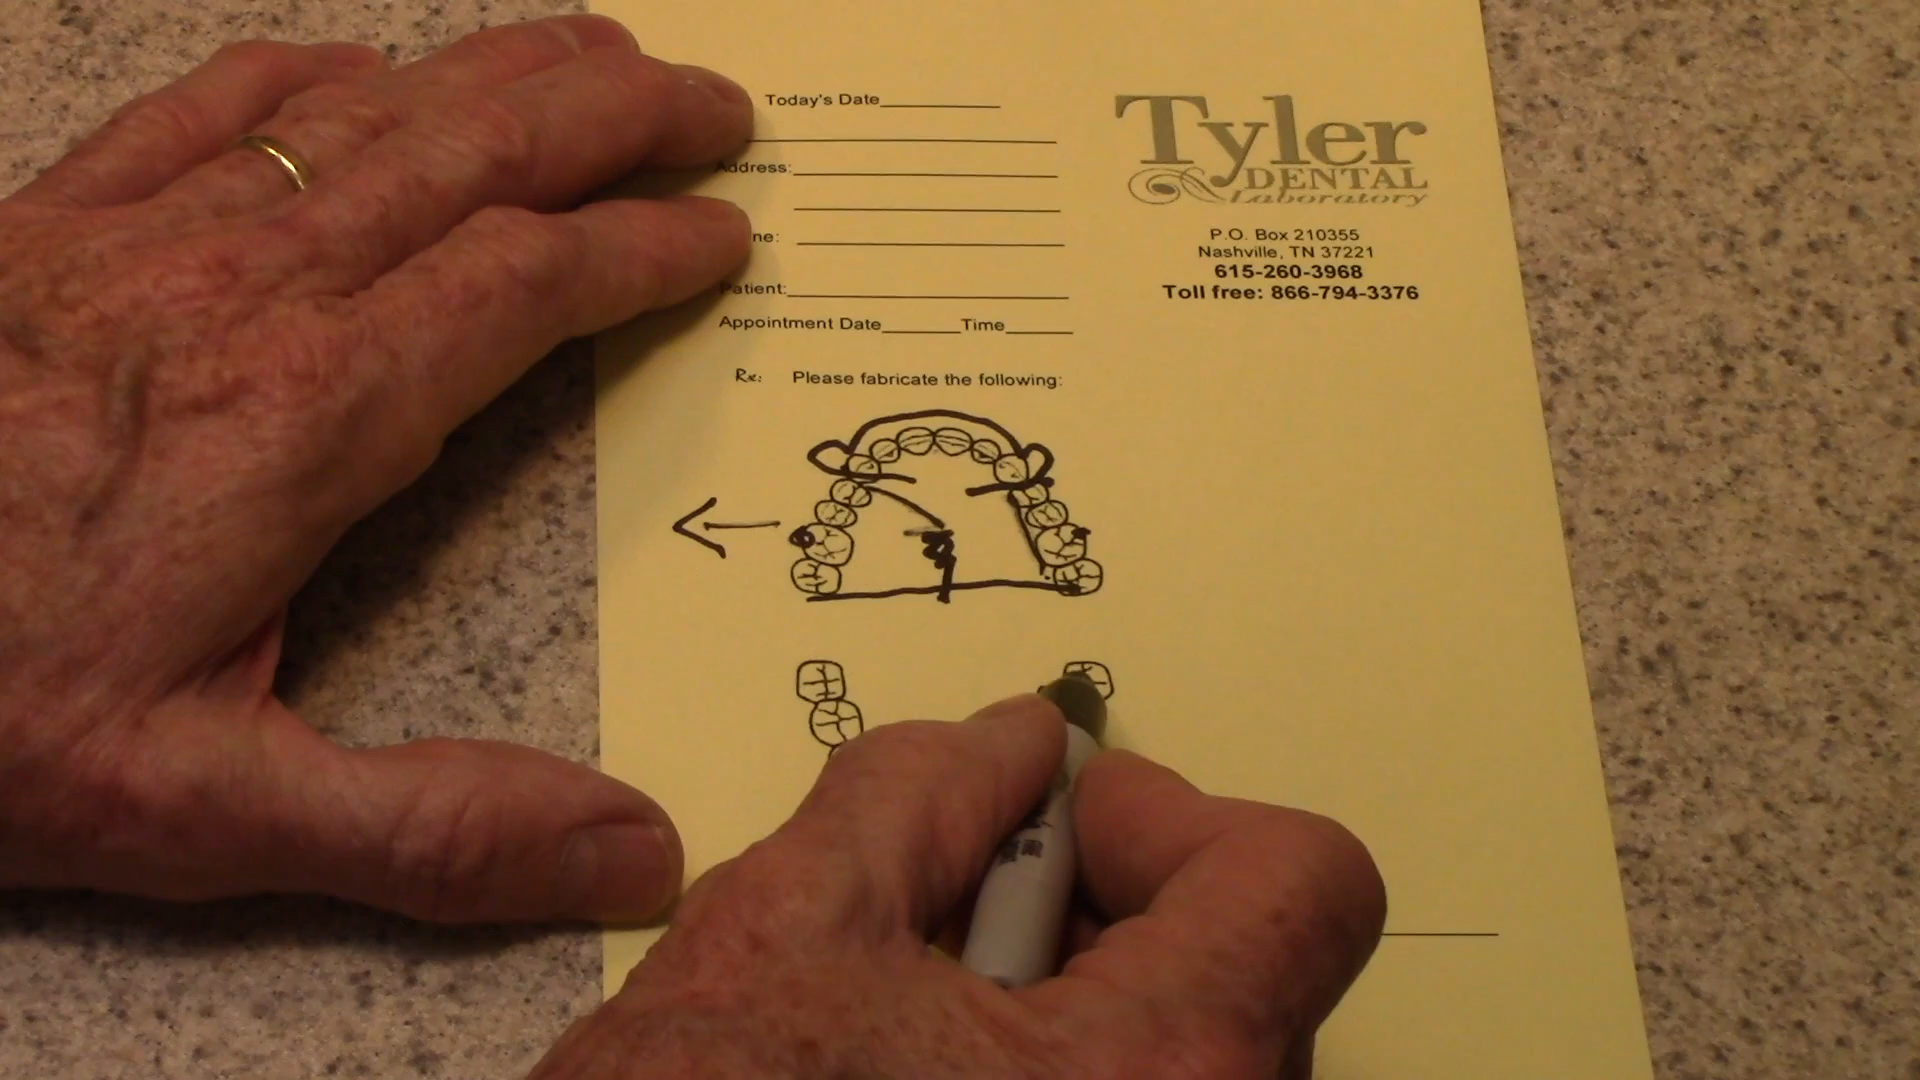 Today's Date
Address:
ne:
Patient:
Appointment Date Time
Rx: Please fabricate the following:
Tyler
DENTAL
Laboratory
P.O. Box 210355
Nashville, TN 37221
615-260-3968
Toll free: 866-794-3376